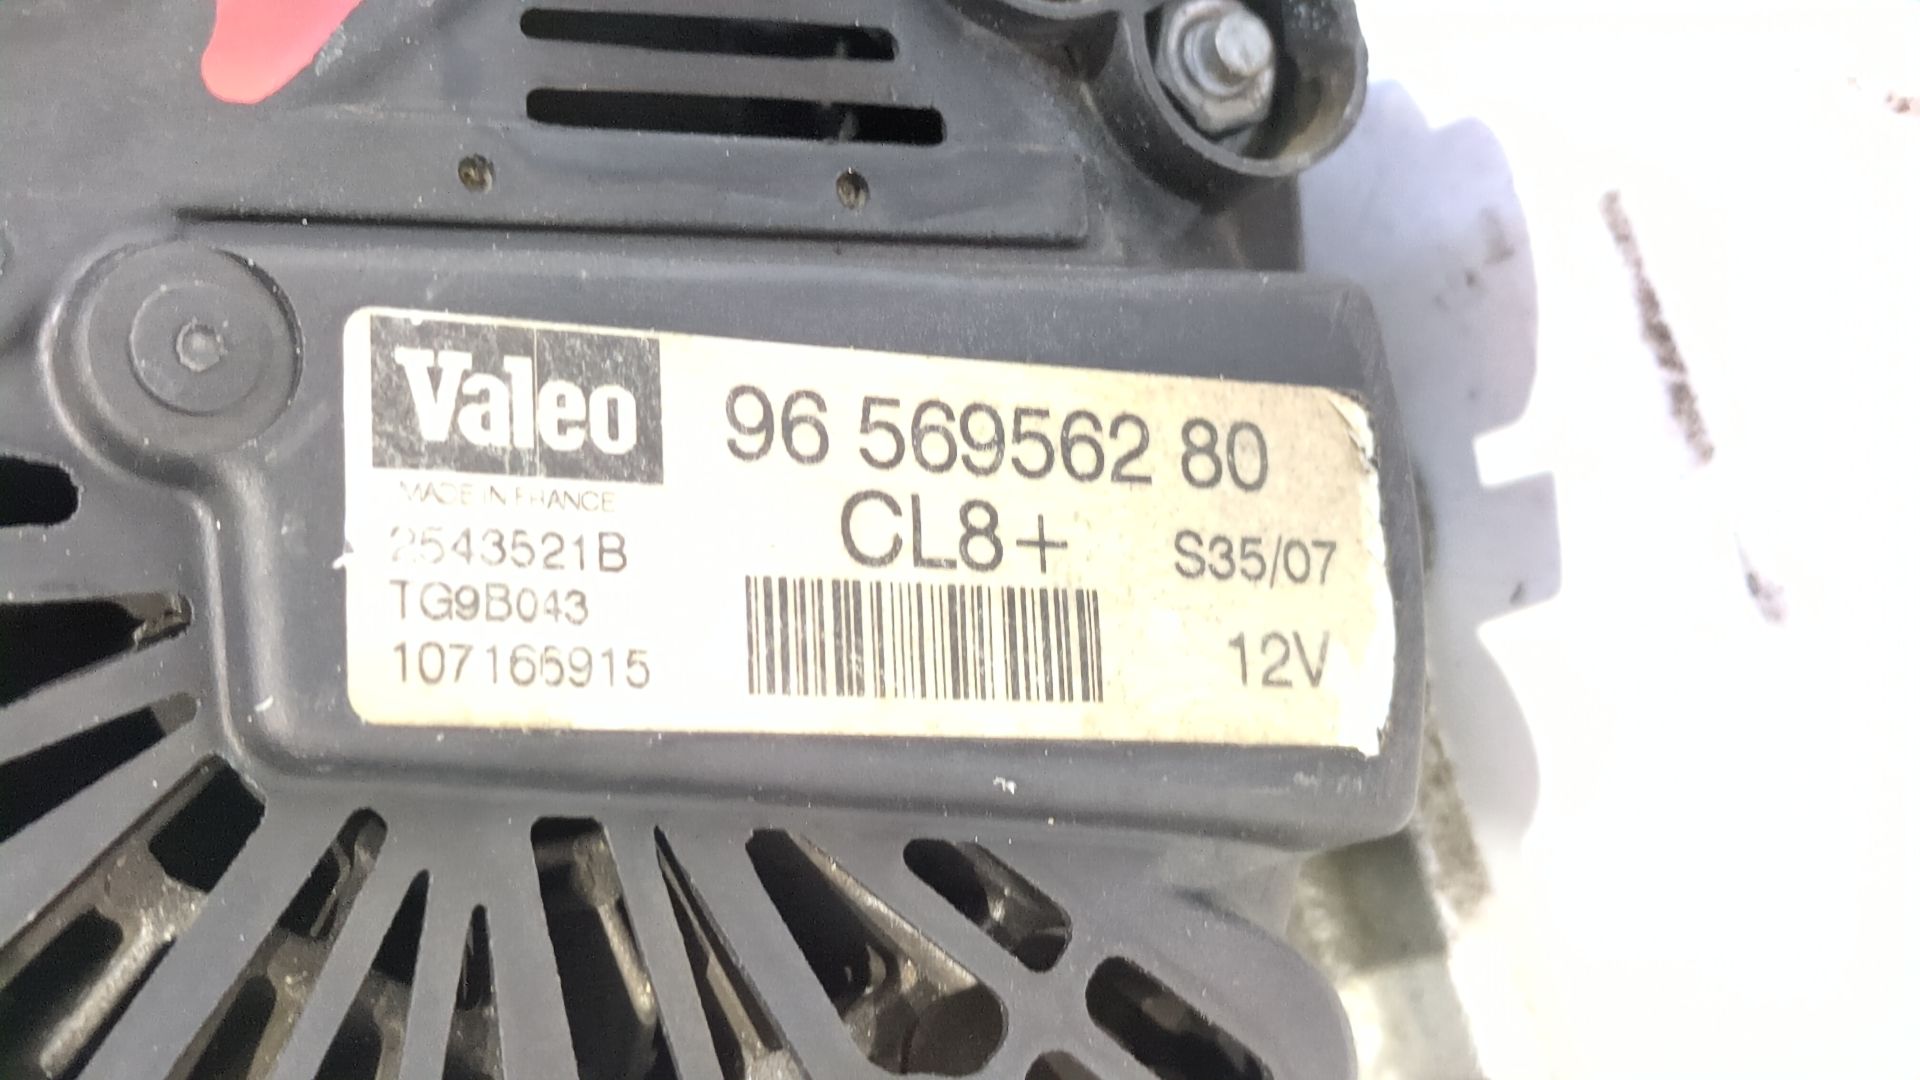 Valeo
96 569562 80
MADE IN FRANCE
CL8+
2543521B
S35/07
TG9B043
107166915
12V